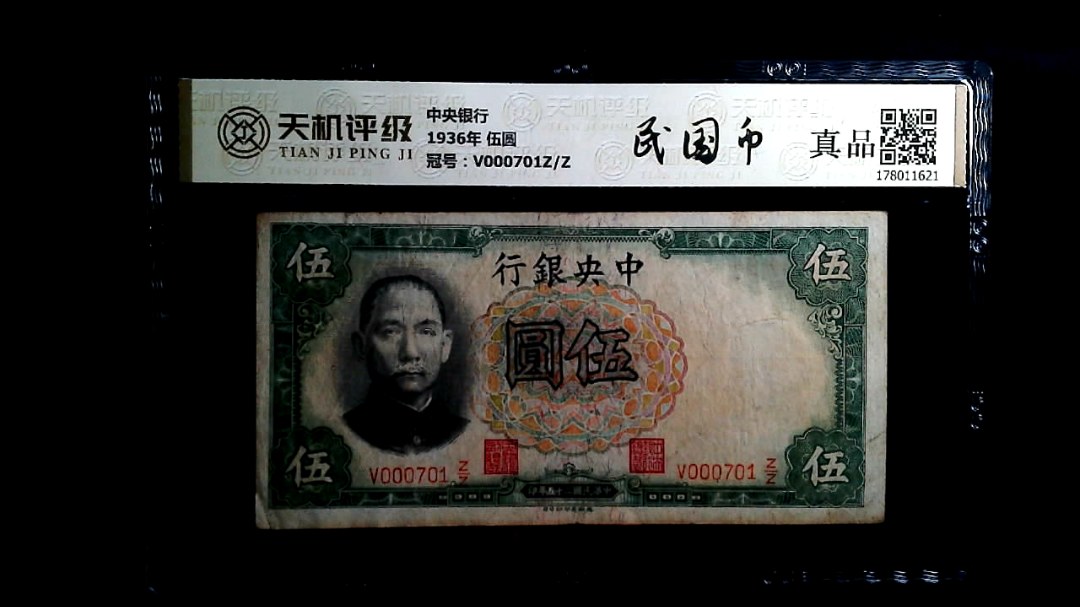 天机评级
TIAN JI PING JI
中央银行
1936年 伍圆
冠号：V000701Z/Z
民国币
真品
178011621
伍
伍
行銀央中
圓伍
V000701 Z/Z
V000701 Z/Z
伍
伍